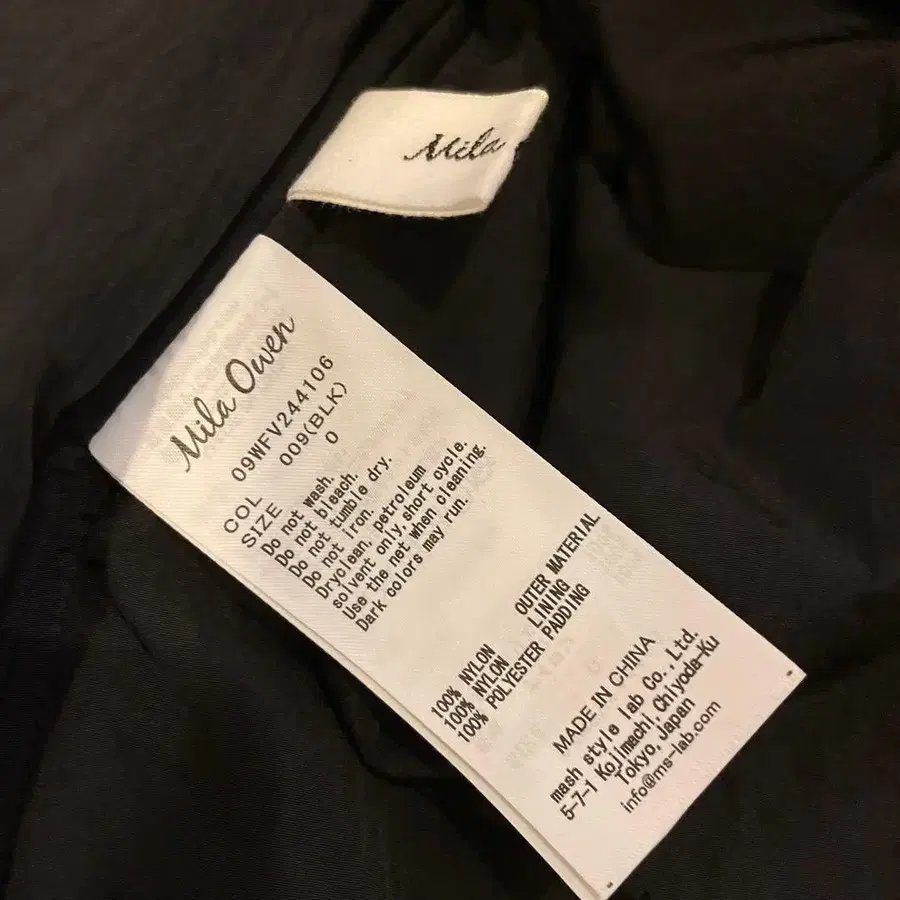 Mila
Mila Owen
09WFV244106
COL 009(BLK)
SIZE 0
Do not wash.
Do not bleach.
Do not tumble dry.
Do not iron.
Dryclean, petroleum
solvent only,short cycle.
Use the net when cleaning.
Dark colors may run.
OUTER MATERIAL
100% NYLON
LINING
100% NYLON
PADDING
100% POLYESTER
MADE IN CHINA
mash style lab Co.,Ltd.
5-7-1 Kojimachi,Chiyoda-Ku
Tokyo,Japan
info@ms-lab.com